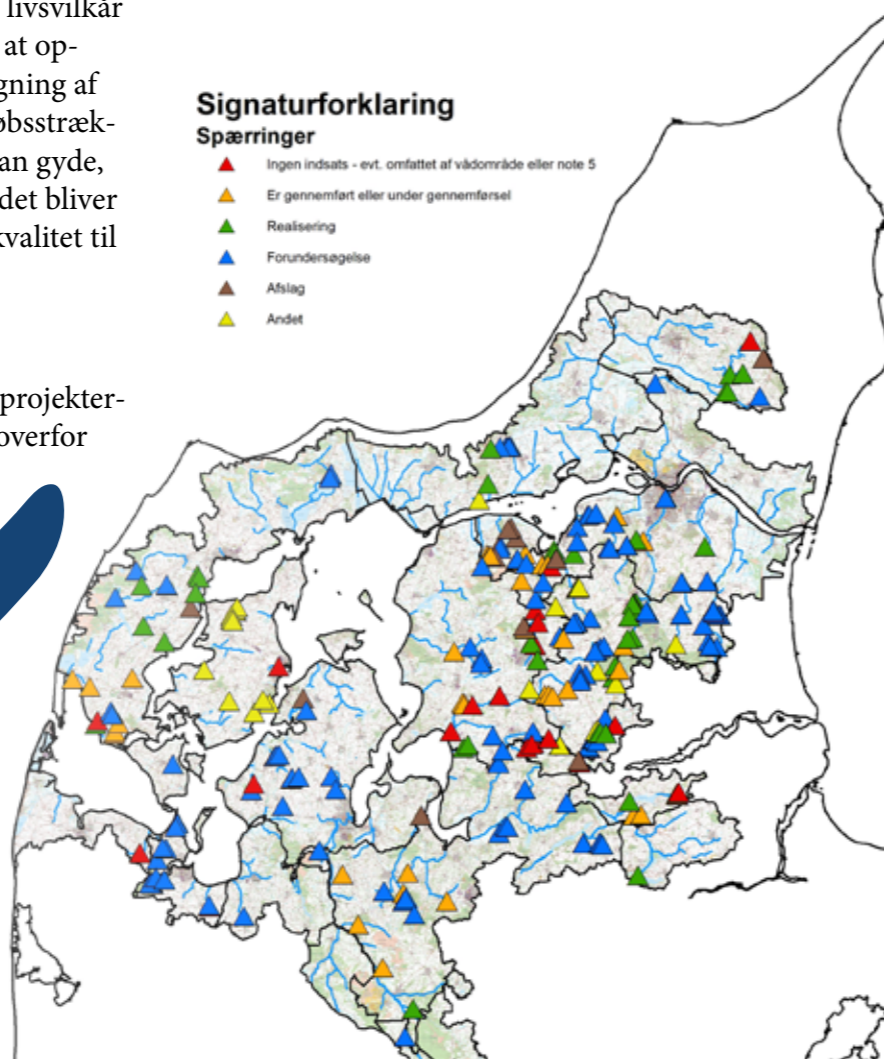 livsvilkår
at op-
gning af
øbsstræk-
an gyde,
det bliver
kvalitet til
projekter-
overfor
Signaturforklaring
Spærringer
Ingen indsats - evt. omfattet af vådområde eller note 5
Er gennemført eller under gennemførsel
Realisering
Forundersøgelse
Afslag
Andet